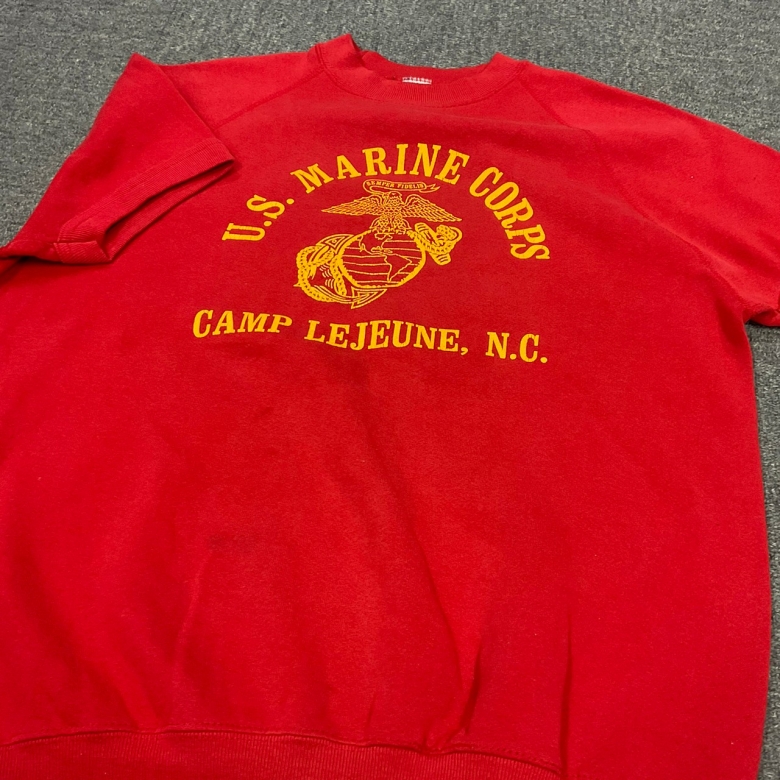 U.S. MARINE CORPS
SEMPER FIDELIS
CAMP LEJEUNE, N.C.